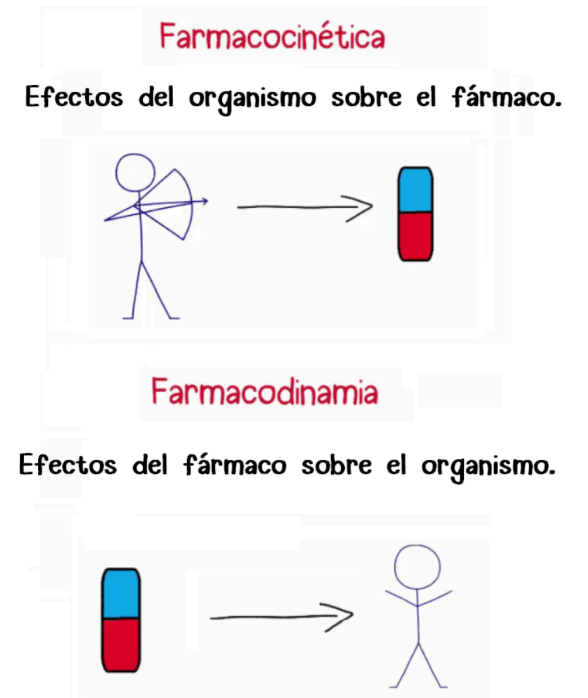 Farmacocinética
Efectos del organismo sobre el fármaco.
Farmacodinamia
Efectos del fármaco sobre el organismo.